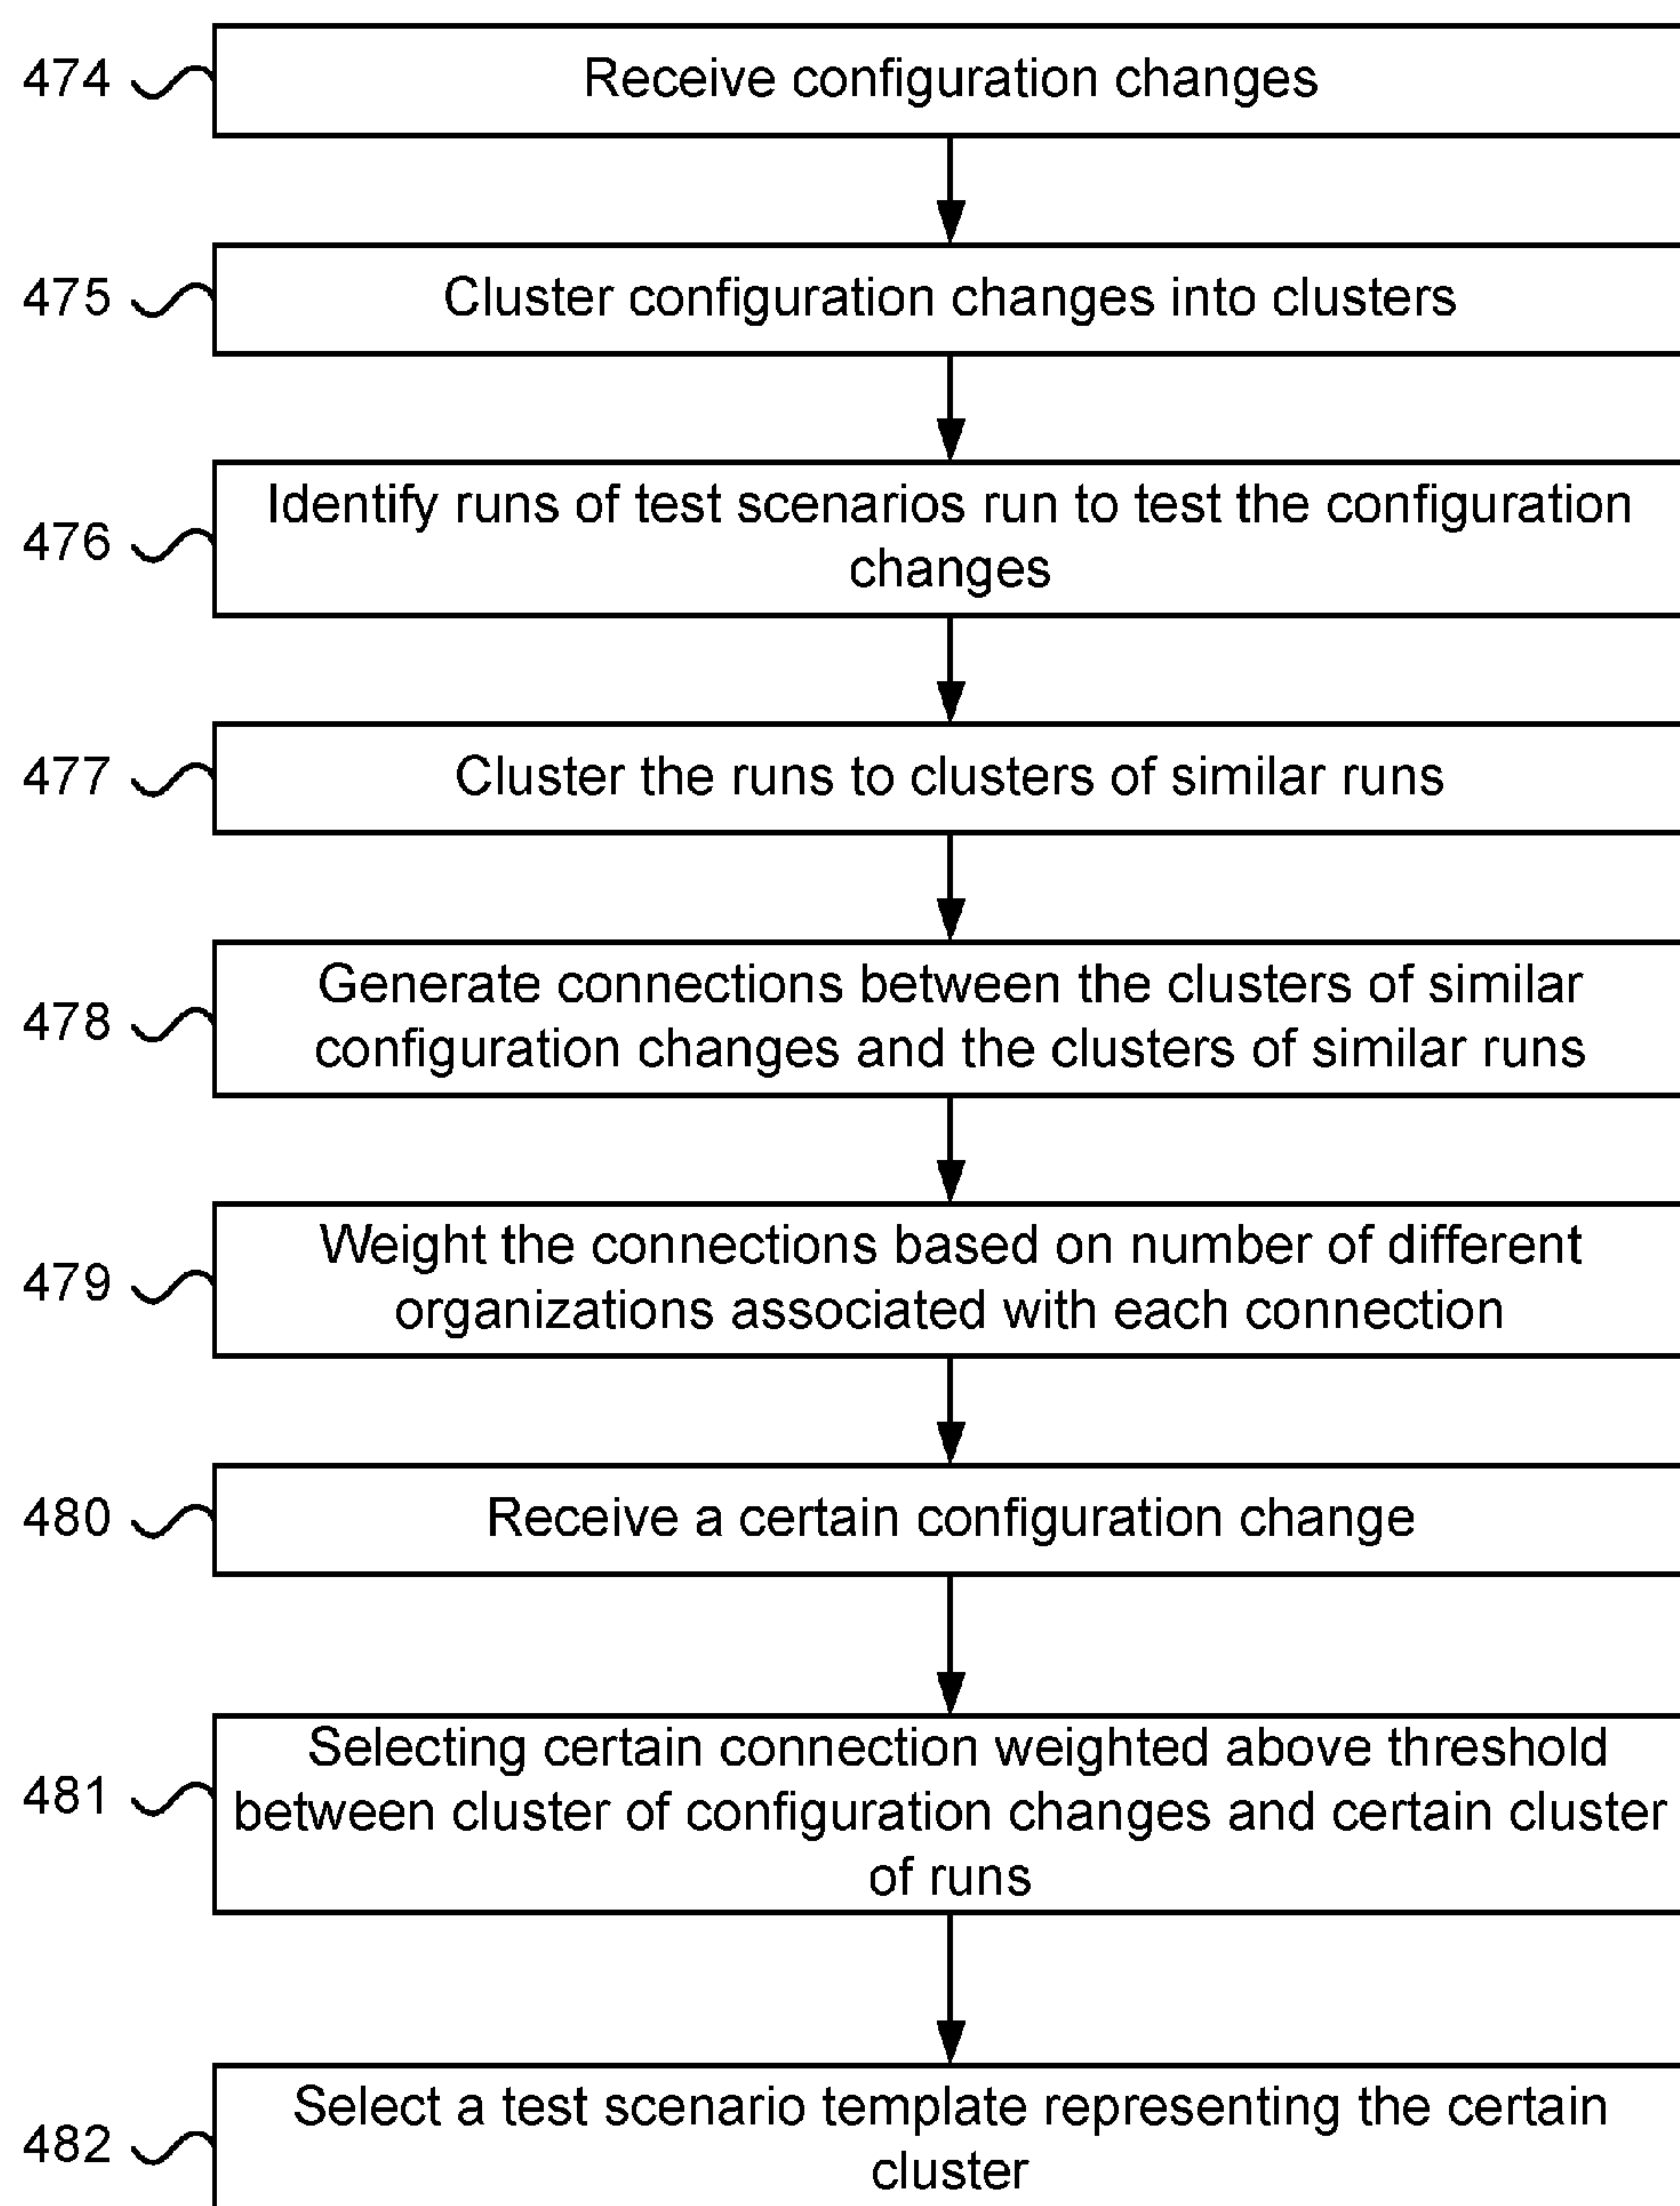 474
Receive configuration changes
475
Cluster configuration changes into clusters
476
Identify runs of test scenarios run to test the configuration
changes
477
Cluster the runs to clusters of similar runs
478
Generate connections between the clusters of similar
configuration changes and the clusters of similar runs
479
Weight the connections based on number of different
organizations associated with each connection
480
Receive a certain configuration change
481
Selecting certain connection weighted above threshold
between cluster of configuration changes and certain cluster
of runs
482
Select a test scenario template representing the certain
cluster